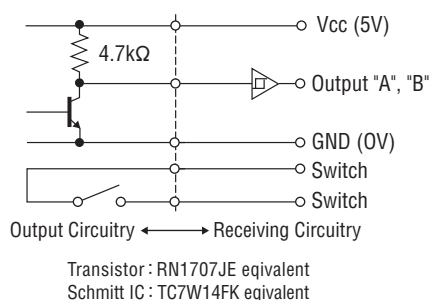 Vcc (5V)
4.7kΩ
Output "A", "B"
GND (0V)
Switch
Switch
Output Circuitry ⟷ Receiving Circuitry
Transistor : RN1707JE eqivalent
Schmitt IC : TC7W14FK eqivalent